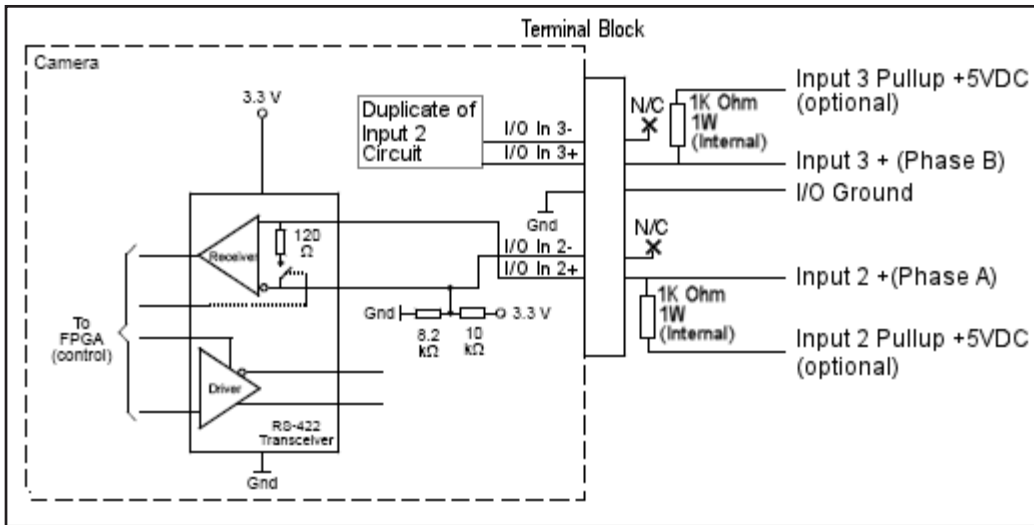 Terminal Block
Camera
3.3 V
Duplicate of
Input 2
Circuit
I/O In 3-
I/O In 3+
N/C
1K Ohm
1W
(Internal)
Input 3 Pullup +5VDC
(optional)
Input 3 + (Phase B)
I/O Ground
Gnd
N/C
I/O In 2-
I/O In 2+
Input 2 +(Phase A)
1K Ohm
1W
(Internal)
Input 2 Pullup +5VDC
(optional)
Receiver
120
Ω
Gnd
8.2
kΩ
10
kΩ
3.3 V
To
FPGA
(control)
Driver
RS-422
Transceiver
Gnd